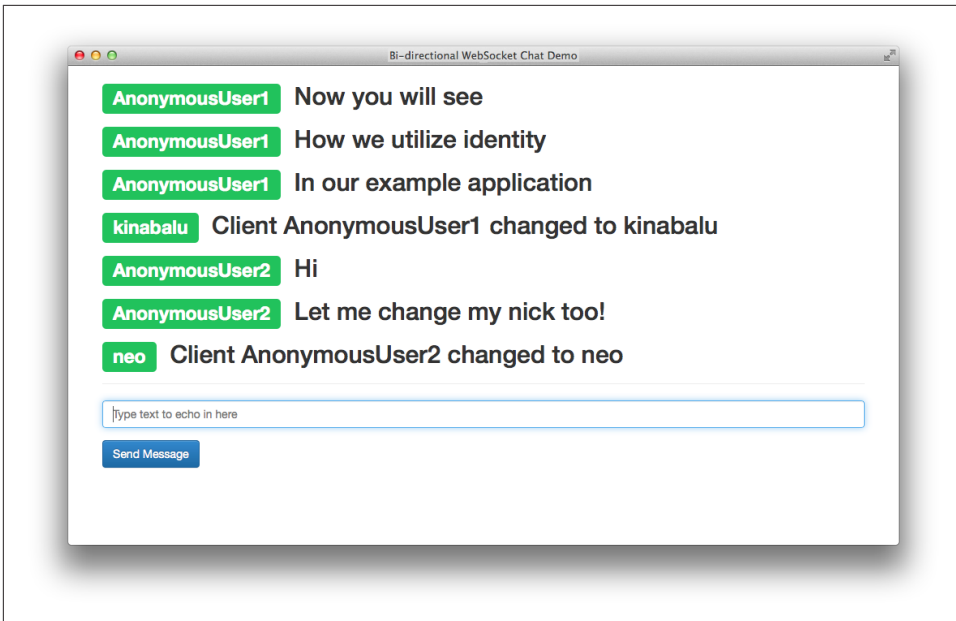 Bi-directional WebSocket Chat Demo
AnonymousUser1 Now you will see
AnonymousUser1 How we utilize identity
AnonymousUser1 In our example application
kinabalu Client AnonymousUser1 changed to kinabalu
AnonymousUser2 Hi
AnonymousUser2 Let me change my nick too!
neo Client AnonymousUser2 changed to neo
Type text to echo in here
Send Message